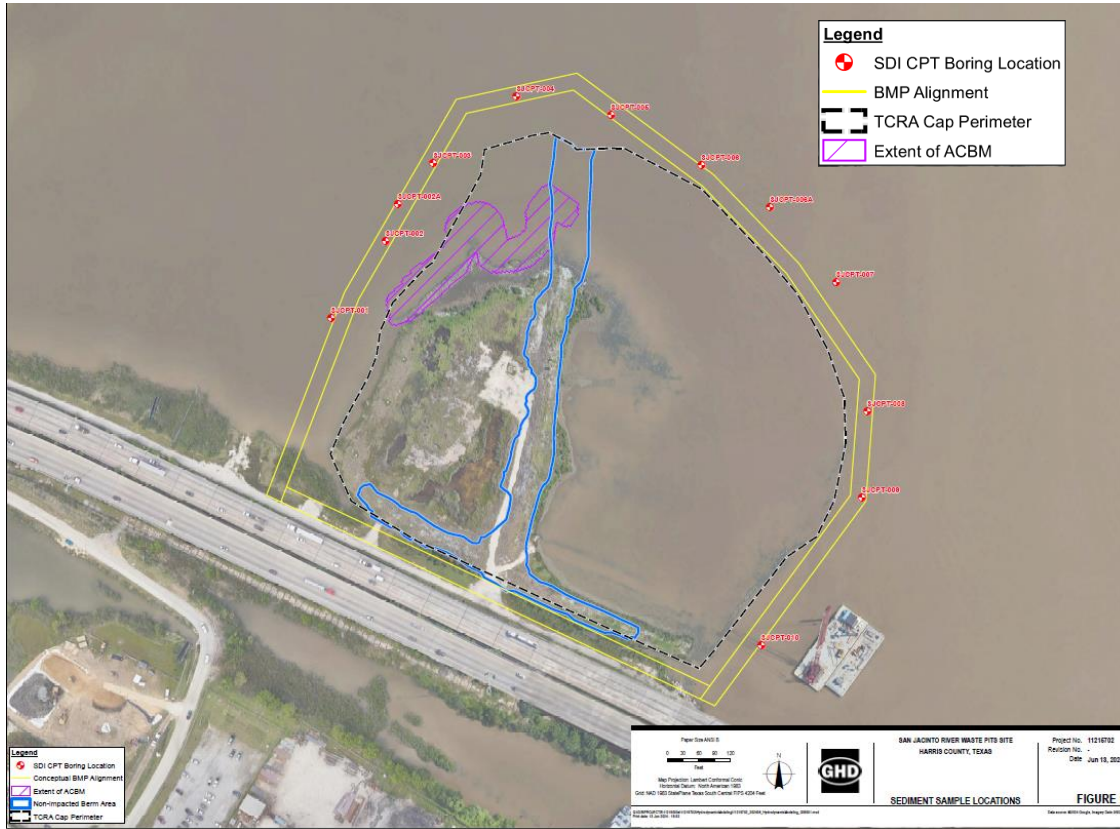 Legend
SDI CPT Boring Location
BMP Alignment
TCRA Cap Perimeter
Extent of ACBM
SJCPT-004
SJCPT-005
SJCPT-003
SJCPT-006
SJCPT-002A
SJCPT-006A
SJCPT-002
SJCPT-007
SJCPT-001
SJCPT-008
SJCPT-009
SJCPT-010
Legend
SDI CPT Boring Location
Conceptual BMP Alignment
Extent of ACBM
Non-Impacted Berm Area
TCRA Cap Perimeter
Paper Size ANSI B
0 30 60 90 120
Feet
Map Projection: Lambert Conformal Conic
Horizontal Datum: North American 1983
Grid: NAD 1983 StatePlane Texas South Central FIPS 4204 Feet
N
GHD
SAN JACINTO RIVER WASTE PITS SITE
HARRIS COUNTY, TEXAS
SEDIMENT SAMPLE LOCATIONS
Project No. 11216702
Revision No. -
Date Jun 13, 202
FIGURE